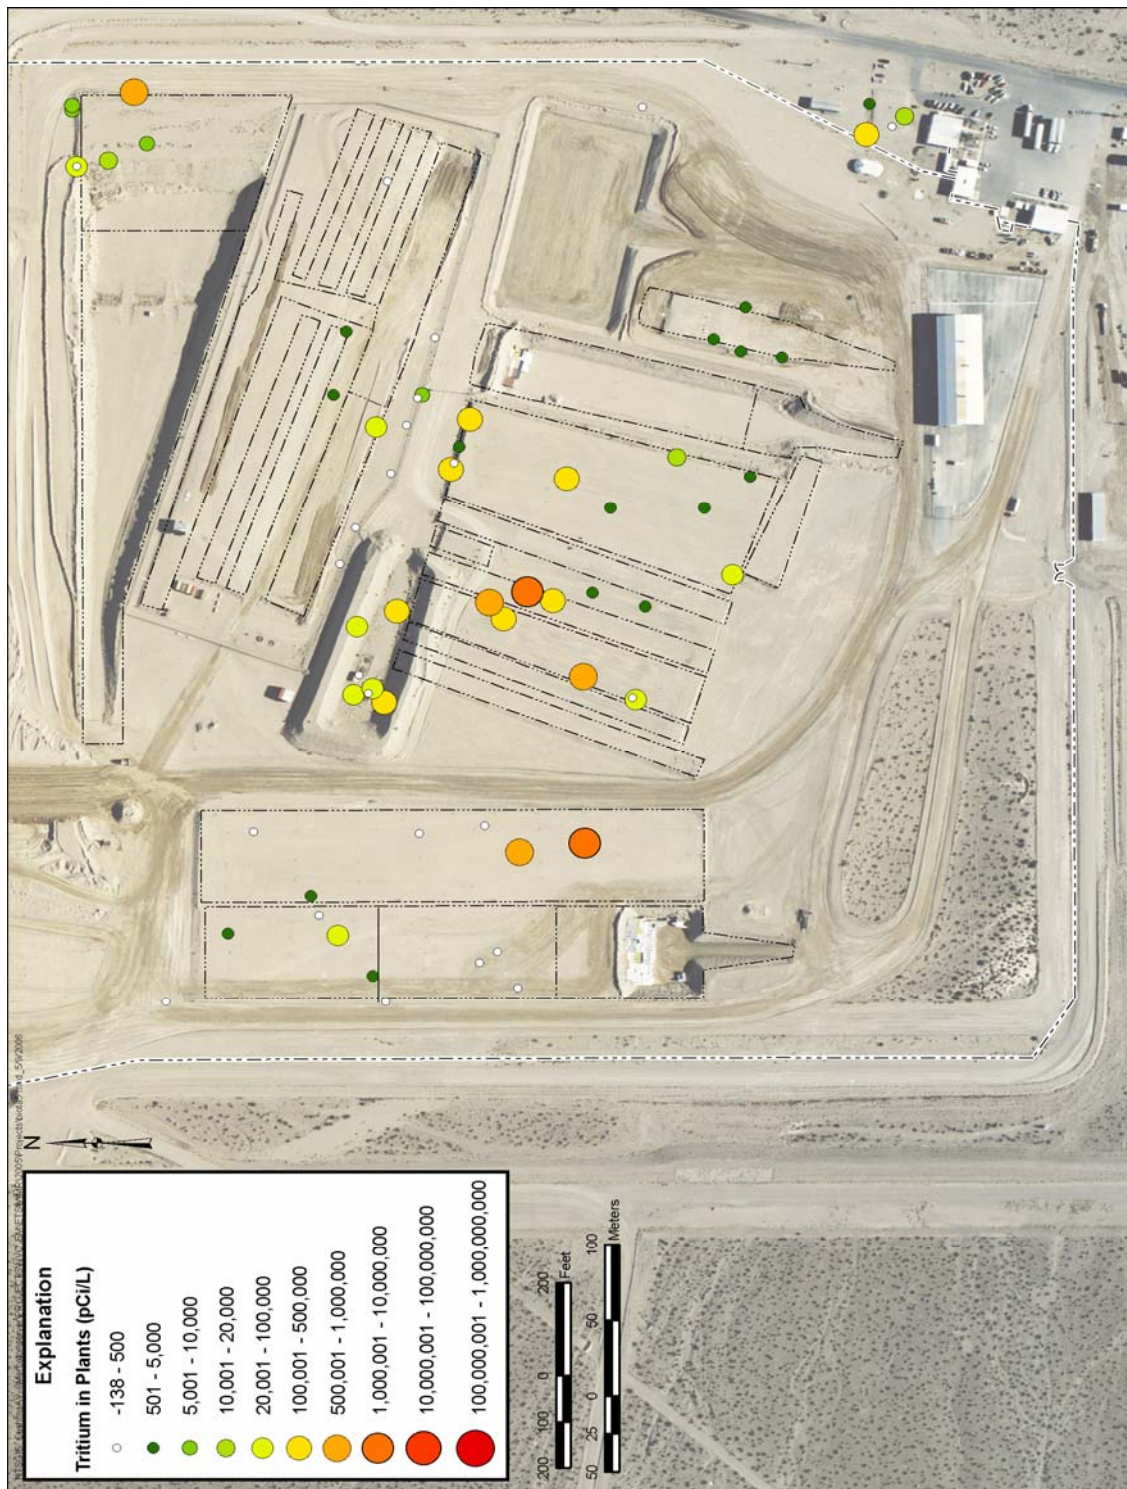 N
Explanation
Tritium in Plants (pCi/L)
-138 - 500
501 - 5,000
5,001 - 10,000
10,001 - 20,000
20,001 - 100,000
100,001 - 500,000
500,001 - 1,000,000
1,000,001 - 10,000,000
10,000,001 - 100,000,000
100,000,001 - 1,000,000,000
200 100 0 200
Feet
50 25 0 50 100
Meters